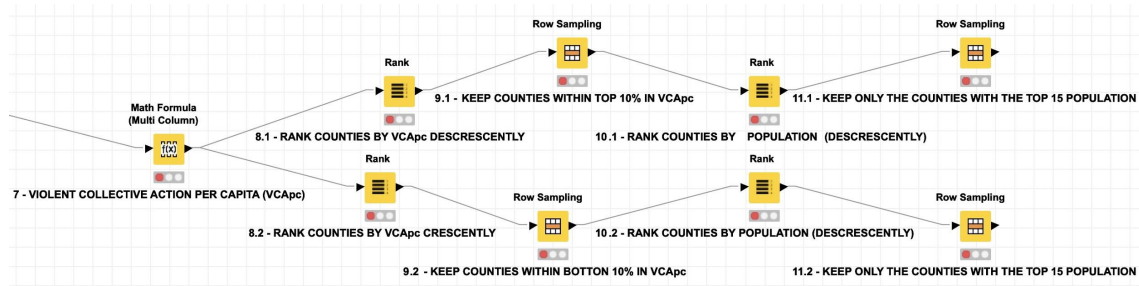 Row Sampling
Row Sampling
Rank
Rank
9.1 - KEEP COUNTIES WITHIN TOP 10% IN VCApc
11.1 - KEEP ONLY THE COUNTIES WITH THE TOP 15 POPULATION
Math Formula
(Multi Column)
f(x)
8.1 - RANK COUNTIES BY VCApc DESCRESCENTLY
10.1 - RANK COUNTIES BY POPULATION (DESCRESCENTLY)
Rank
Rank
7 - VIOLENT COLLECTIVE ACTION PER CAPITA (VCApc)
Row Sampling
Row Sampling
8.2 - RANK COUNTIES BY VCApc CRESCENTLY
10.2 - RANK COUNTIES BY POPULATION (DESCRESCENTLY)
9.2 - KEEP COUNTIES WITHIN BOTTON 10% IN VCApc
11.2 - KEEP ONLY THE COUNTIES WITH THE TOP 15 POPULATION